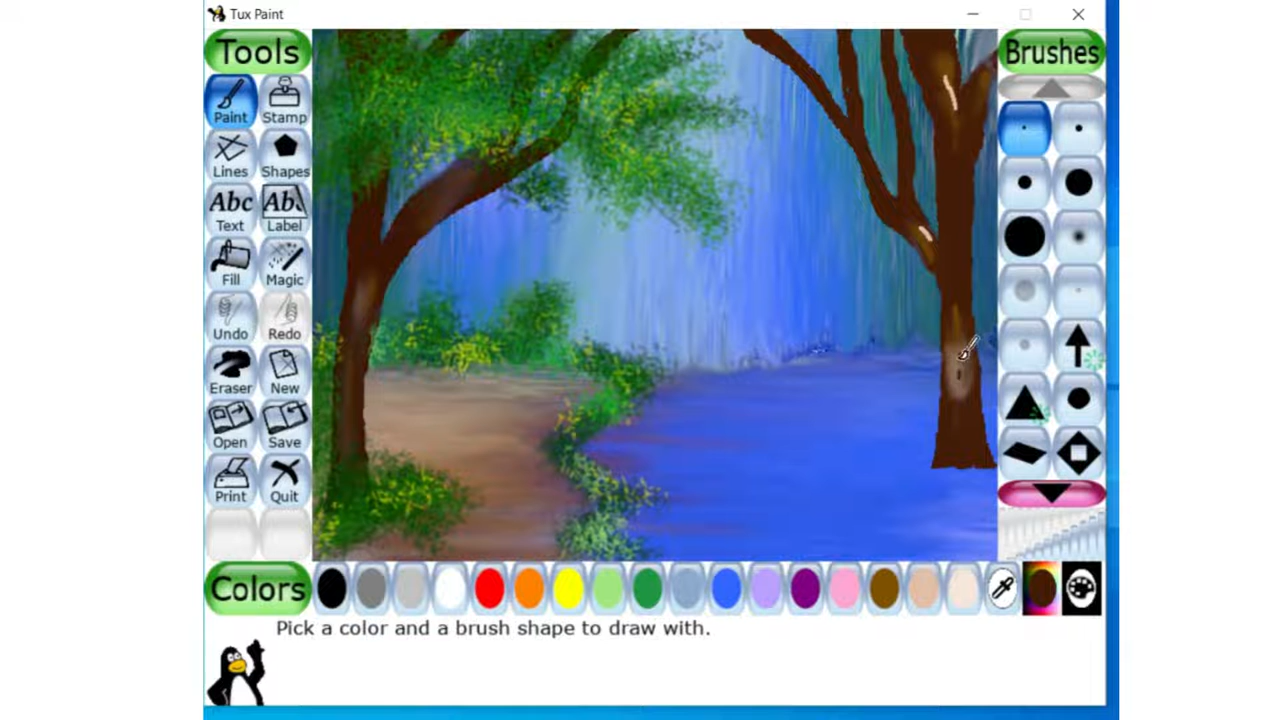 Tux Paint
Tools
Brushes
Paint
Stamp
Lines
Shapes
Abc
Abc
Text
Label
Fill
Magic
Undo
Redo
Eraser
New
Open
Save
Print
Quit
Colors
Pick a color and a brush shape to draw with.